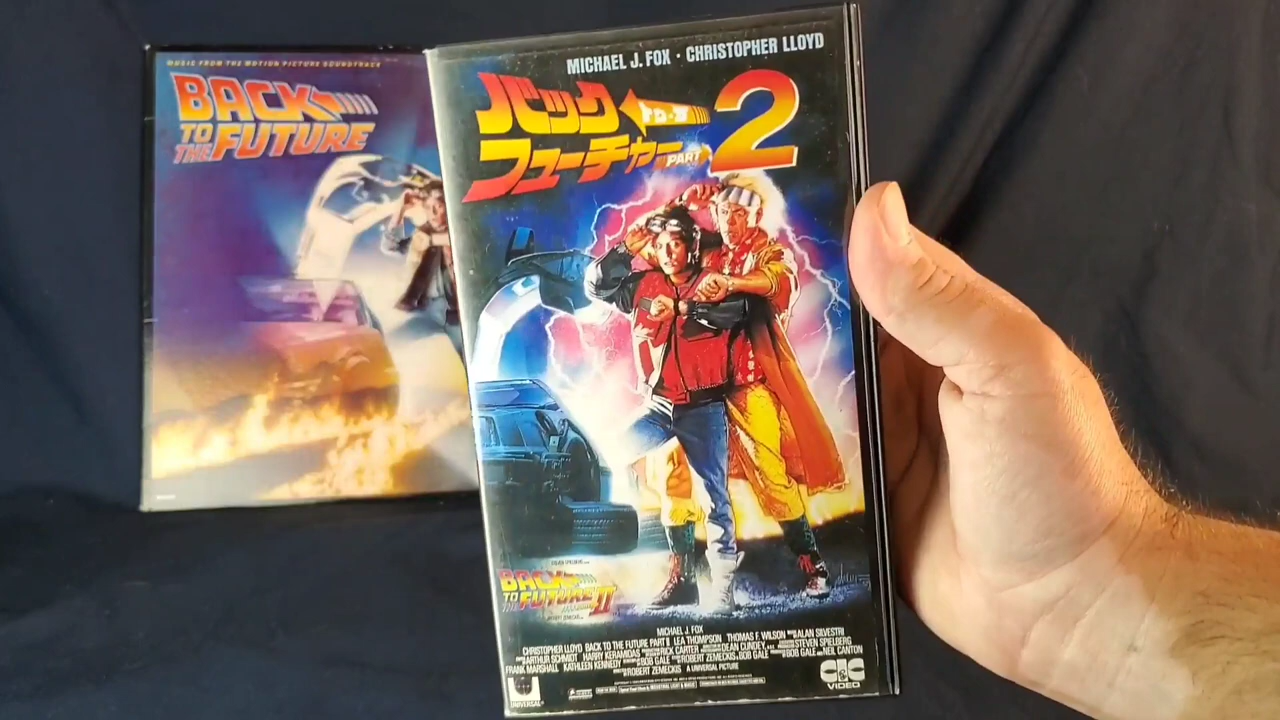 MUSIC FROM THE MOTION PICTURE SOUNDTRACK
BACK
TO THE FUTURE
MICHAEL J. FOX · CHRISTOPHER LLOYD
バック トゥ・ザ
フューチャー PART 2
BACK
TO THE FUTURE
PART II
MICHAEL J. FOX
CHRISTOPHER LLOYD BACK TO THE FUTURE PART II LEA THOMPSON THOMAS F. WILSON ALAN SILVESTRI
ARTHUR SCHMIDT HARRY KERAMIDAS RICK CARTER DEAN CUNDEY, STEVEN SPIELBERG
FRANK MARSHALL KATHLEEN KENNEDY BOB GALE ROBERT ZEMECKIS & BOB GALE BOB GALE AND NEIL CANTON
ROBERT ZEMECKIS A UNIVERSAL PICTURE
UNIVERSAL
CIC
VIDEO